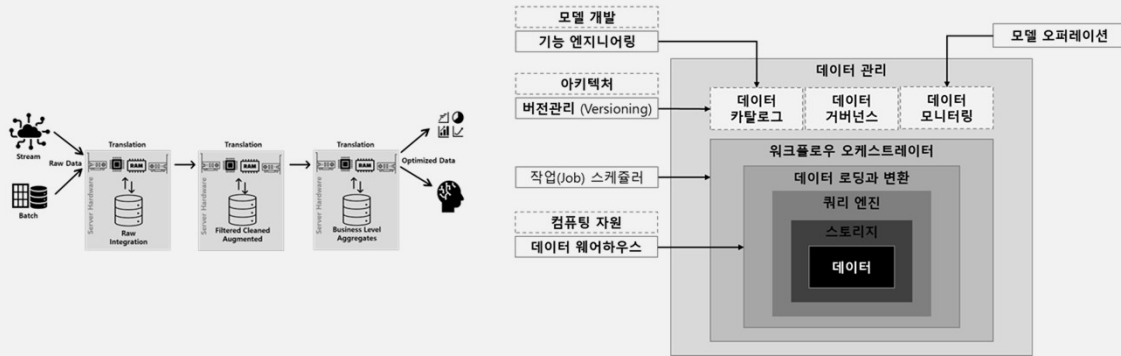 Stream
Raw Data
Batch
Translation
RAM
Server Hardware
Raw
Integration
Translation
RAM
Server Hardware
Filtered Cleaned
Augmented
Translation
RAM
Server Hardware
Business Level
Aggregates
Optimized Data
모델 개발
기능 엔지니어링
아키텍처
버전관리 (Versioning)
작업(Job) 스케쥴러
컴퓨팅 자원
데이터 웨어하우스
모델 오퍼레이션
데이터 관리
데이터
카탈로그
데이터
거버넌스
데이터
모니터링
워크플로우 오케스트레이터
데이터 로딩과 변환
쿼리 엔진
스토리지
데이터